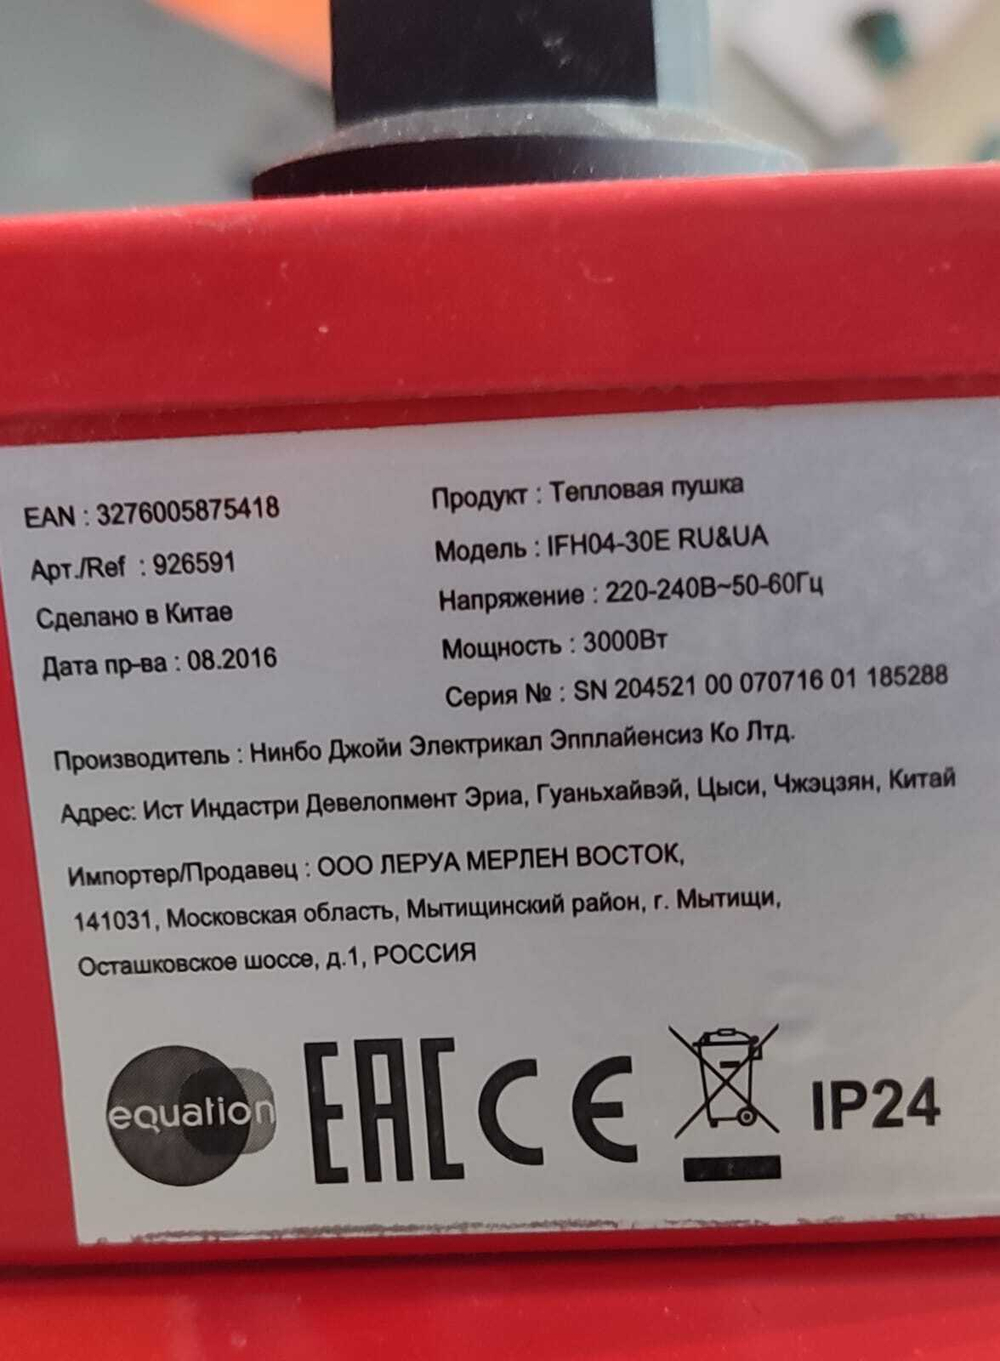 EAN : 3276005875418
Арт./Ref : 926591
Сделано в Китае
Дата пр-ва : 08.2016
Продукт : Тепловая пушка
Модель : IFH04-30E RU&UA
Напряжение : 220-240В~50-60Гц
Мощность : 3000Вт
Серия № : SN 204521 00 070716 01 185288
Производитель : Нинбо Джойи Электрикал Эпплайенсиз Ко Лтд.
Адрес: Ист Индастри Девелопмент Эриа, Гуаньхайвэй, Цыси, Чжэцзян, Китай
Импортер/Продавец : ООО ЛЕРУА МЕРЛЕН ВОСТОК,
141031, Московская область, Мытищинский район, г. Мытищи,
Осташковское шоссе, д.1, РОССИЯ
equation EAC CE IP24